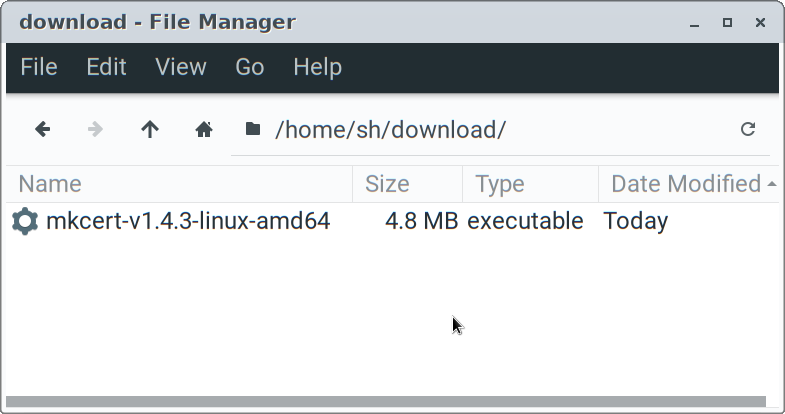 download - File Manager
File Edit View Go Help
/home/sh/download/
Name Size Type Date Modified
mkcert-v1.4.3-linux-amd64 4.8 MB executable Today